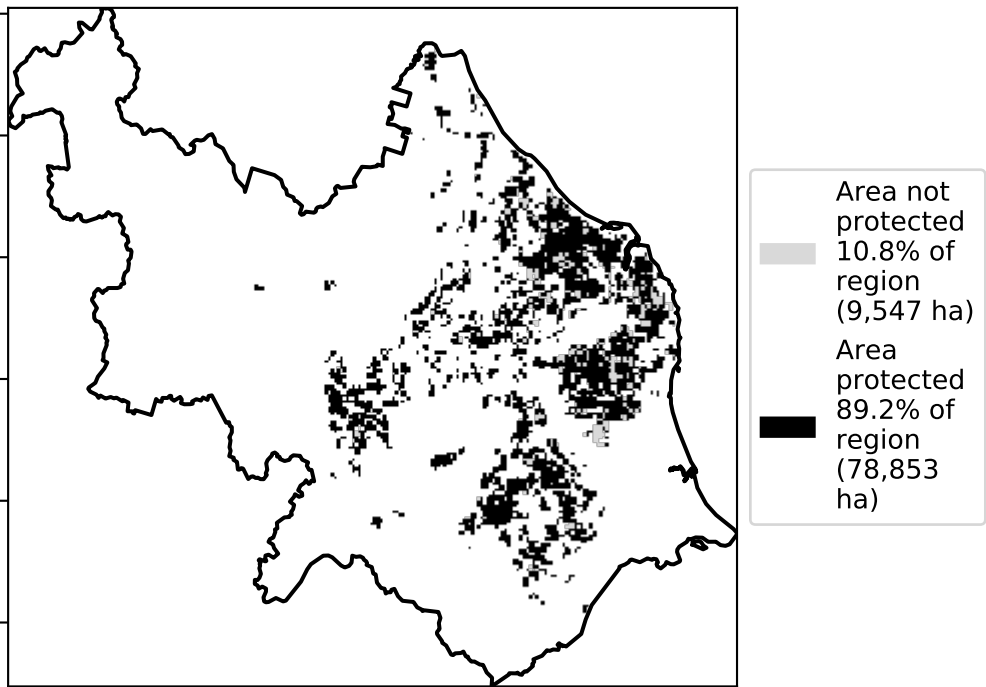 Area not
protected
10.8% of
region
(9,547 ha)
Area
protected
89.2% of
region
(78,853
ha)